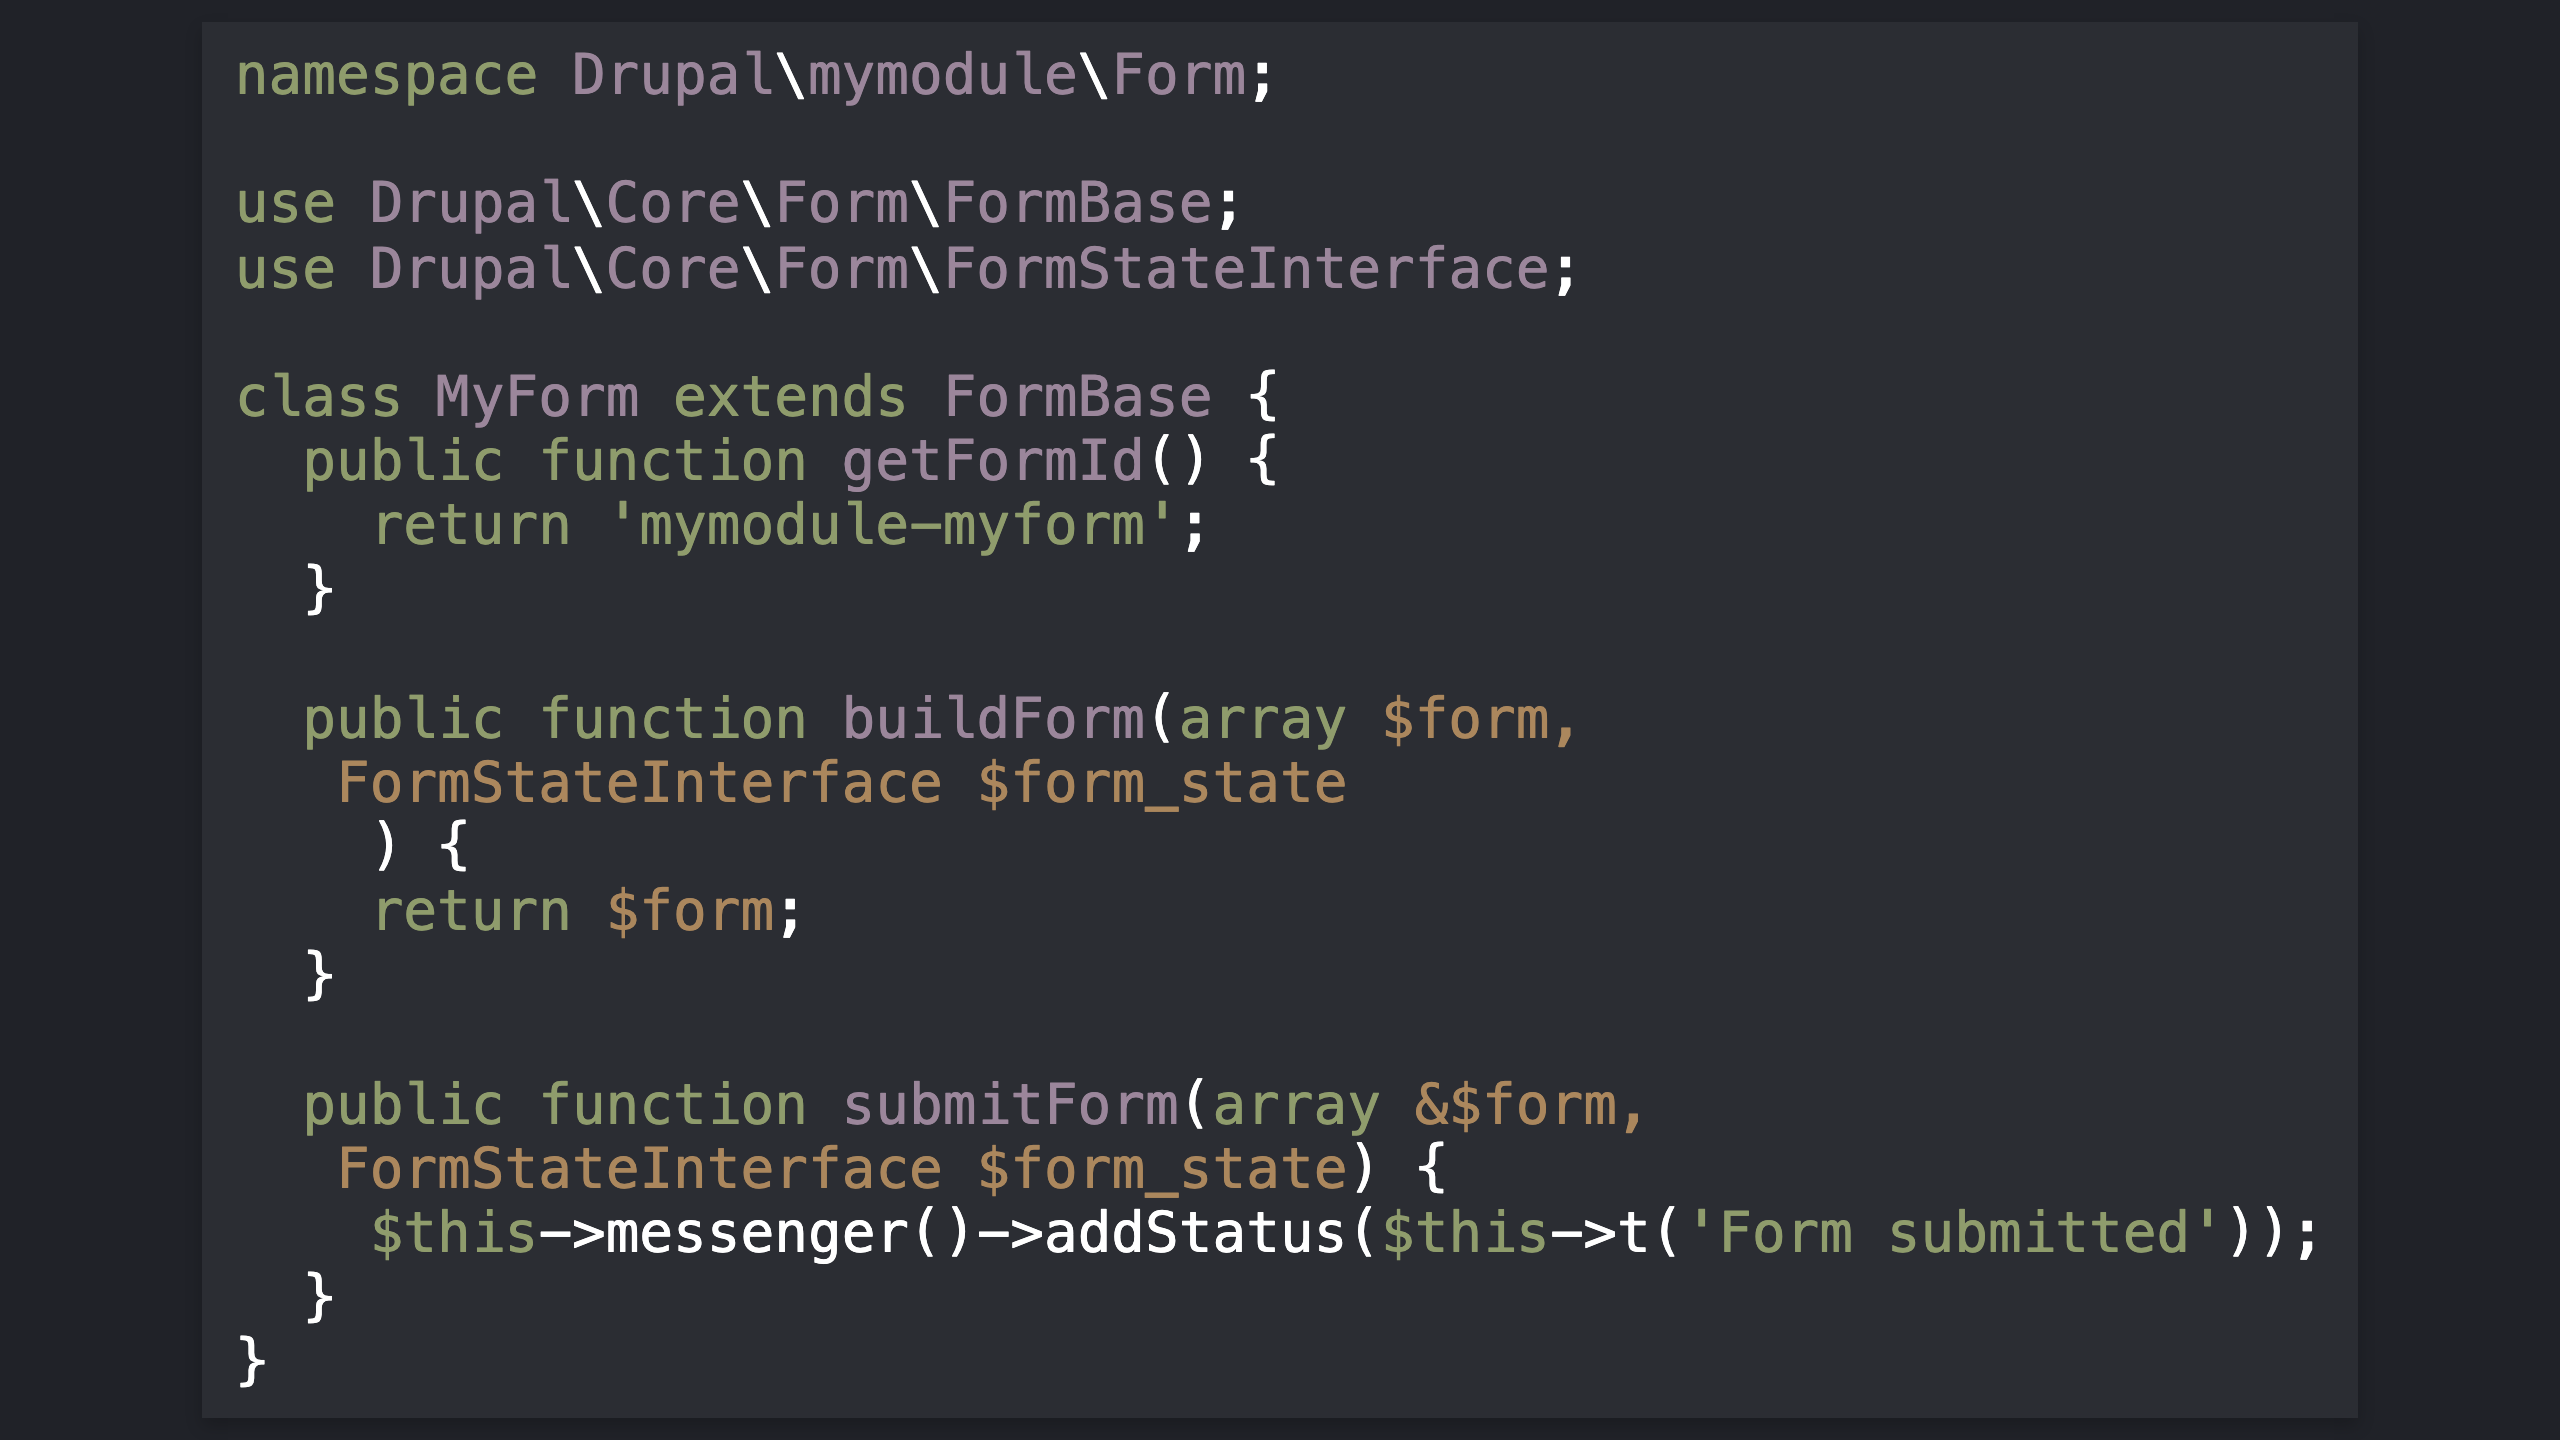 namespace Drupal\mymodule\Form;
use Drupal\Core\Form\FormBase;
use Drupal\Core\Form\FormStateInterface;
class MyForm extends FormBase {
  public function getFormId() {
    return 'mymodule-myform';
  }
  public function buildForm(array $form,
   FormStateInterface $form_state
    ) {
    return $form;
  }
  public function submitForm(array &$form,
   FormStateInterface $form_state) {
    $this->messenger()->addStatus($this->t('Form submitted'));
  }
}